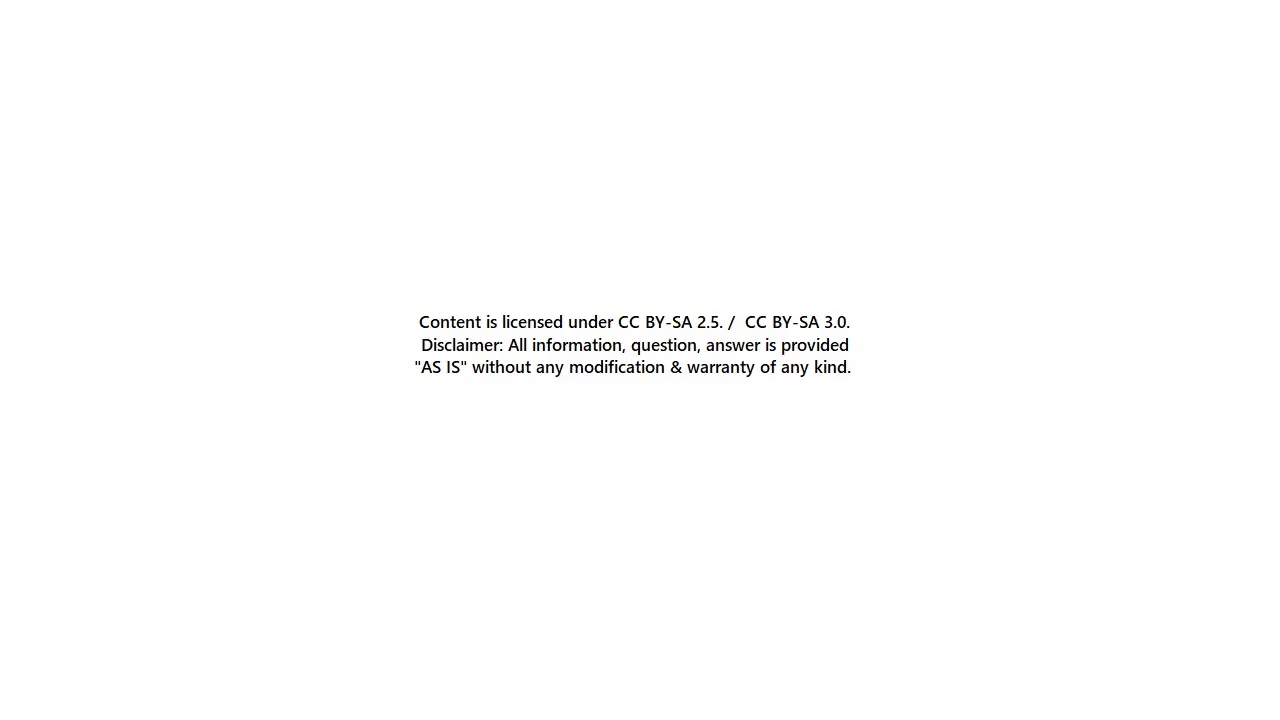 Content is licensed under CC BY-SA 2.5. /  CC BY-SA 3.0.
Disclaimer: All information, question, answer is provided
"AS IS" without any modification & warranty of any kind.